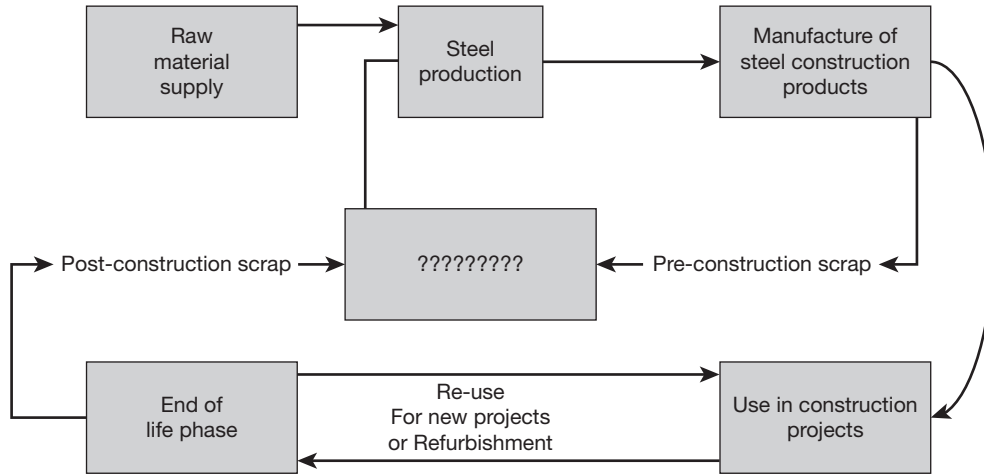 Raw
material
supply
Steel
production
Manufacture of
steel construction
products
Post-construction scrap
?????????
Pre-construction scrap
End of
life phase
Re-use
For new projects
or Refurbishment
Use in construction
projects